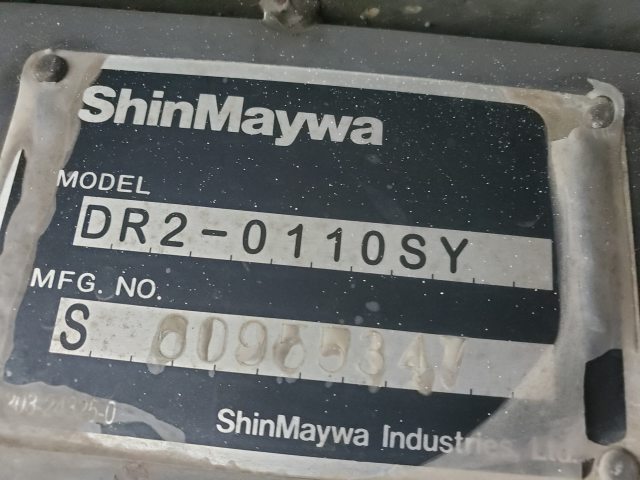 ShinMaywa
MODEL
DR2-0110SY
MFG. NO.
S
ShinMaywa Industries, Ltd.